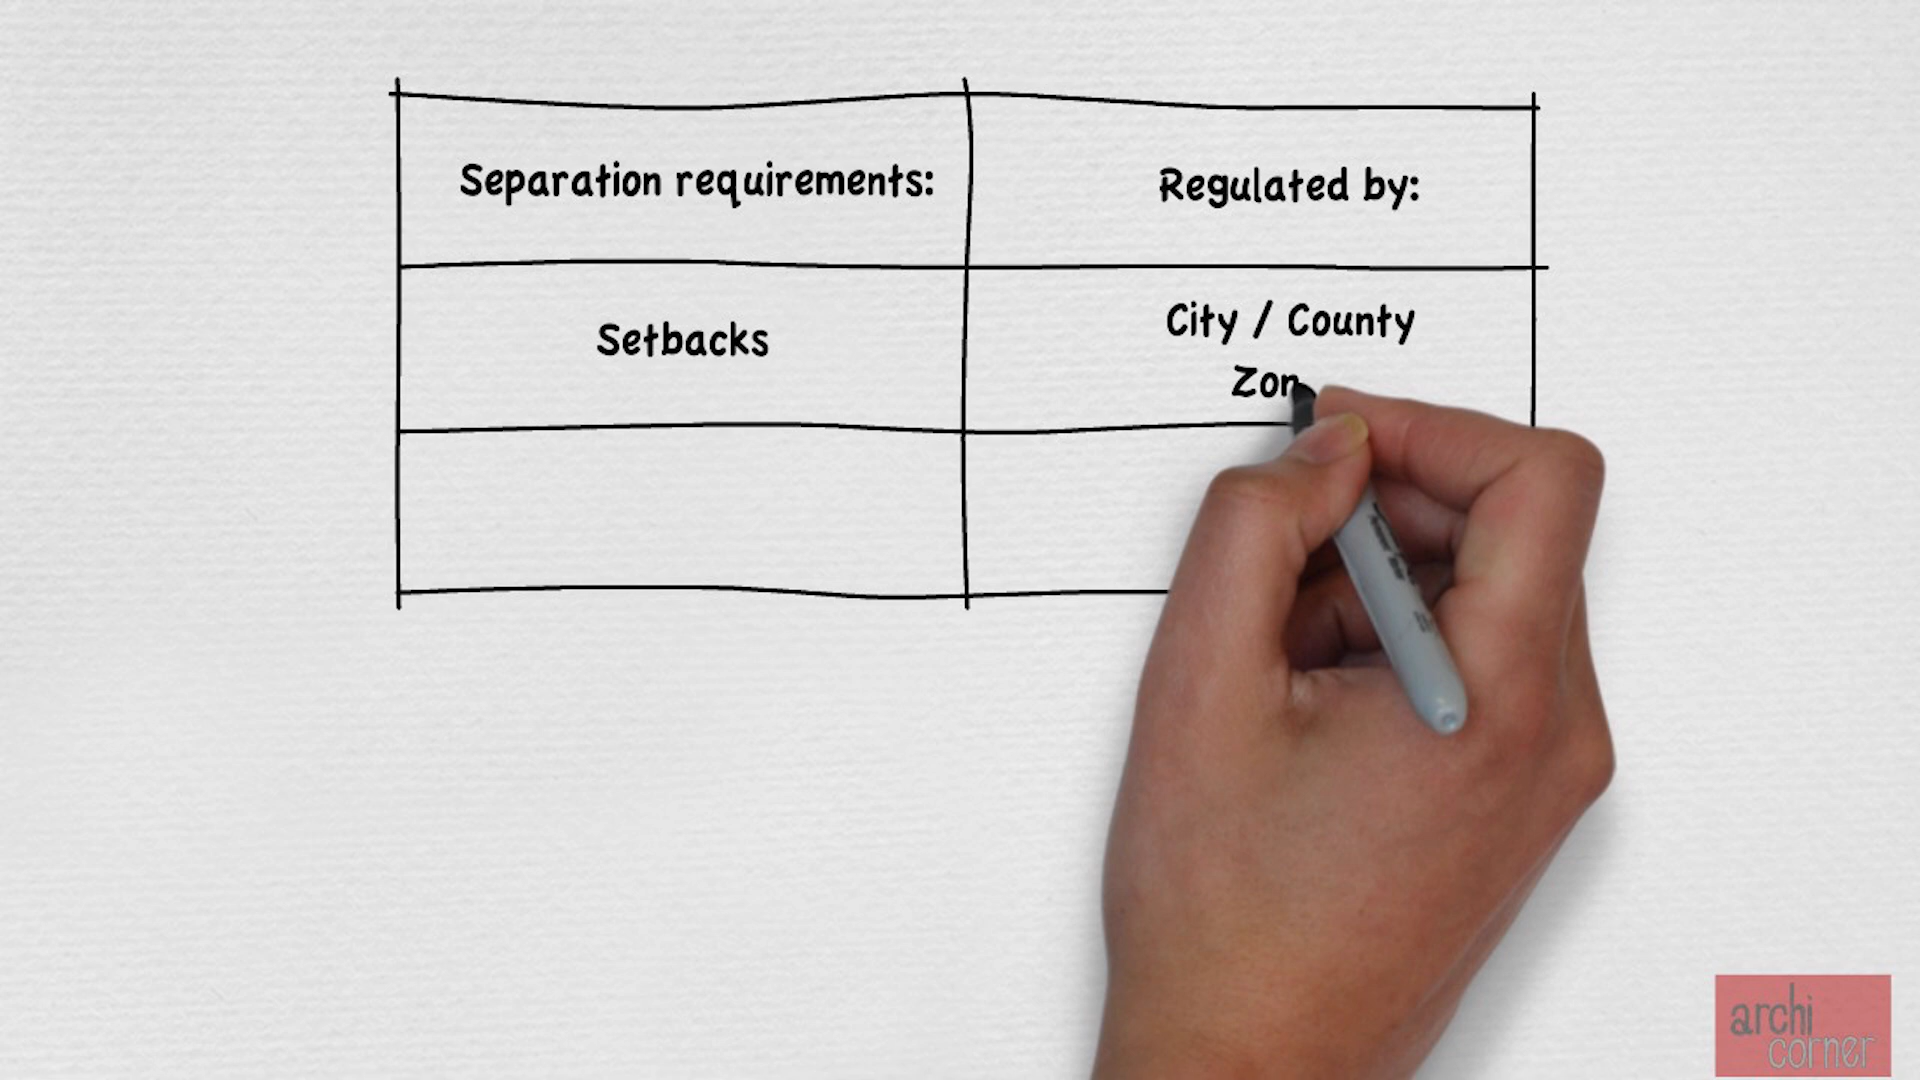 Separation requirements:
Regulated by:
Setbacks
City / County
Zon
archi
corner